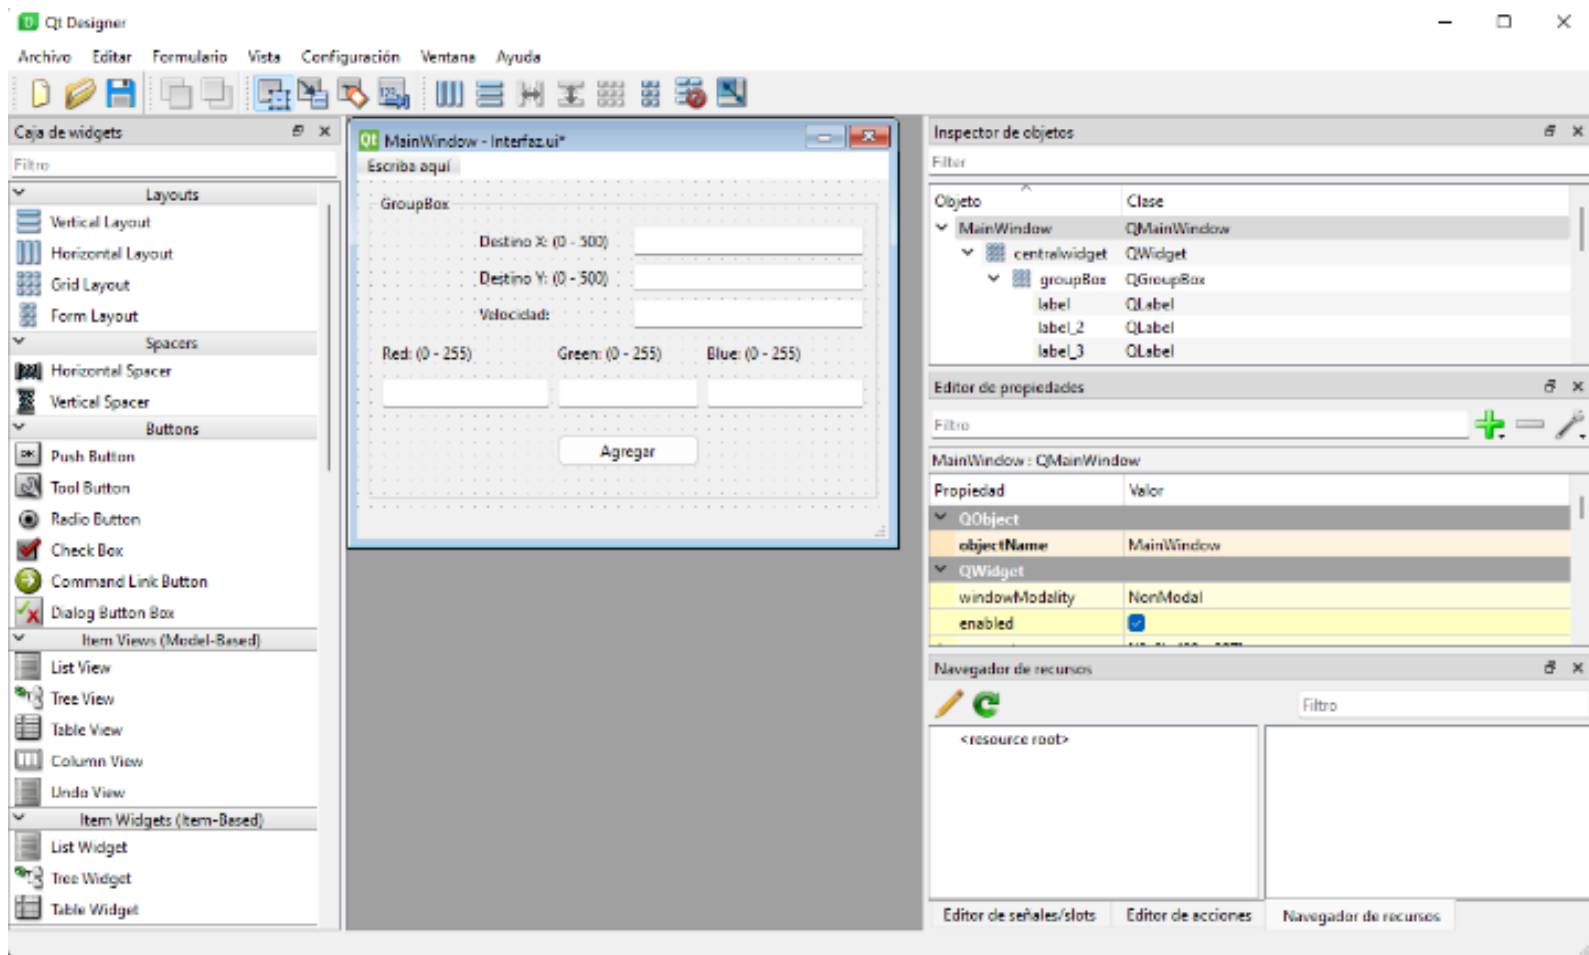 Qt Designer
Archivo Editar Formulario Vista Configuración Ventana Ayuda
Caja de widgets
Filtro
Layouts
Vertical Layout
Horizontal Layout
Grid Layout
Form Layout
Spacers
Horizontal Spacer
Vertical Spacer
Buttons
Push Button
Tool Button
Radio Button
Check Box
Command Link Button
Dialog Button Box
Item Views (Model-Based)
List View
Tree View
Table View
Column View
Undo View
Item Widgets (Item-Based)
List Widget
Tree Widget
Table Widget
MainWindow - Interfaz.ui*
Escriba aquí
GroupBox
Destino X: (0 - 500)
Destino Y: (0 - 500)
Velocidad:
Red: (0 - 255) Green: (0 - 255) Blue: (0 - 255)
Agregar
Inspector de objetos
Filter
Objeto Clase
MainWindow QMainWindow
centralwidget QWidget
groupBox QGroupBox
label QLabel
label_2 QLabel
label_3 QLabel
Editor de propiedades
Filtro
MainWindow : QMainWindow
Propiedad Valor
QObject
objectName MainWindow
QWidget
windowModality NonModal
enabled
Navegador de recursos
Filtro
<resource root>
Editor de señales/slots Editor de acciones Navegador de recursos